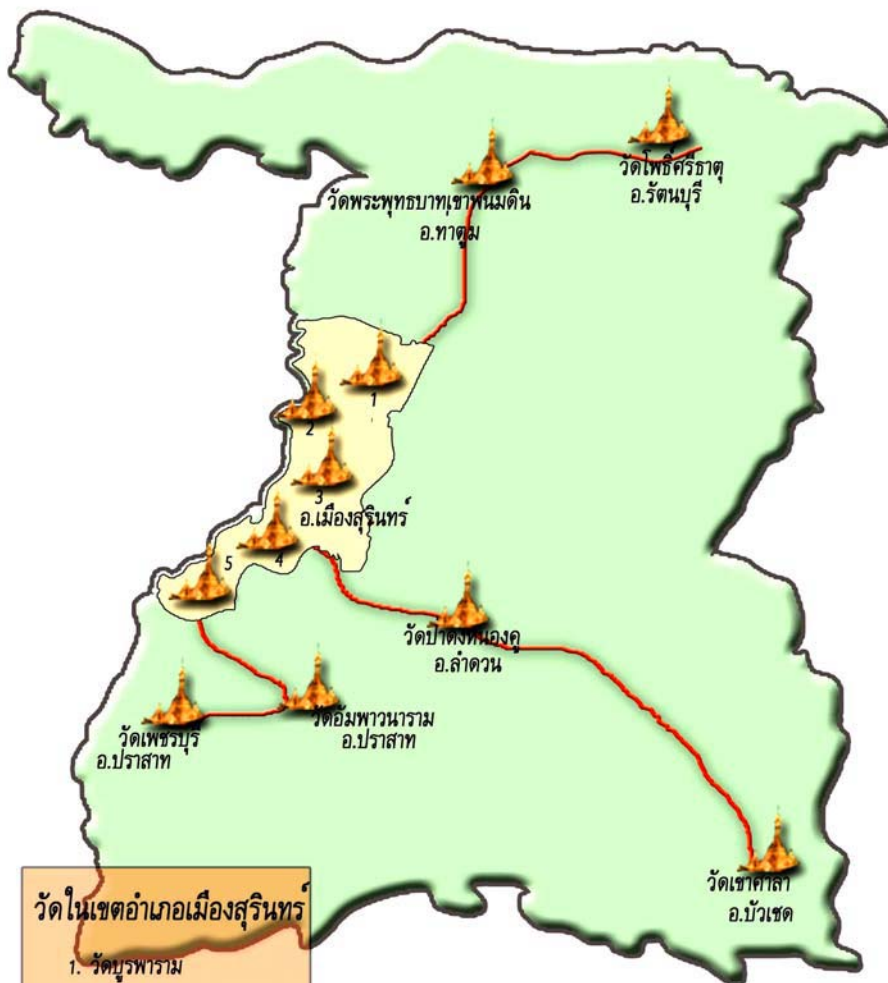 วัดโพธิ์ศรีธาตุ
อ.รัตนบุรี
วัดพระพุทธบาทเขาพนมดิน
อ.ท่าตูม
1
2
3
อ.เมืองสุรินทร์
4
5
วัดป่าตงหนองคู
อ.ลำดวน
วัดอัมพาวนาราม
อ.ปราสาท
วัดเพชรบุรี
อ.ปราสาท
วัดเขาศาลา
อ.บัวเชด
วัดในเขตอำเภอเมืองสุรินทร์
1. วัดบูรพาราม